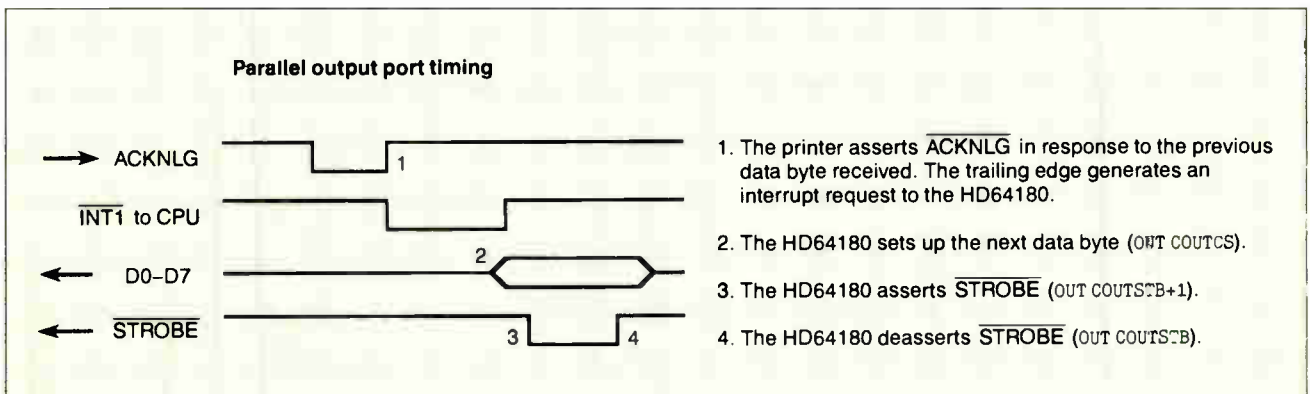 Parallel output port timing
ACKNLG
1
INT1 to CPU
2
D0–D7
STROBE
3
4
1. The printer asserts ACKNLG in response to the previous
data byte received. The trailing edge generates an
interrupt request to the HD64180.
2. The HD64180 sets up the next data byte (OUT COUTCS).
3. The HD64180 asserts STROBE (OUT COUTSTB+1).
4. The HD64180 deasserts STROBE (OUT COUTSTB).